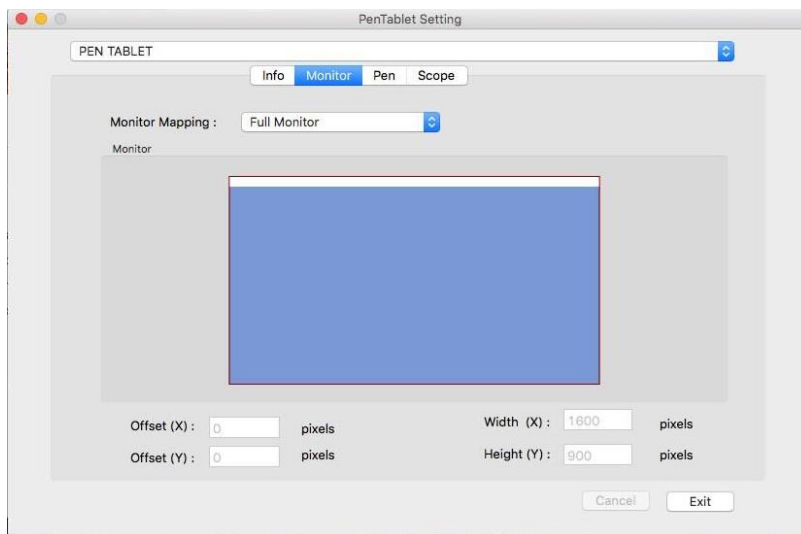 PenTablet Setting
PEN TABLET
Info Monitor Pen Scope
Monitor Mapping : Full Monitor
Monitor
Offset (X) : 0 pixels Width (X) : 1600 pixels
Offset (Y) : 0 pixels Height (Y) : 900 pixels
Cancel Exit